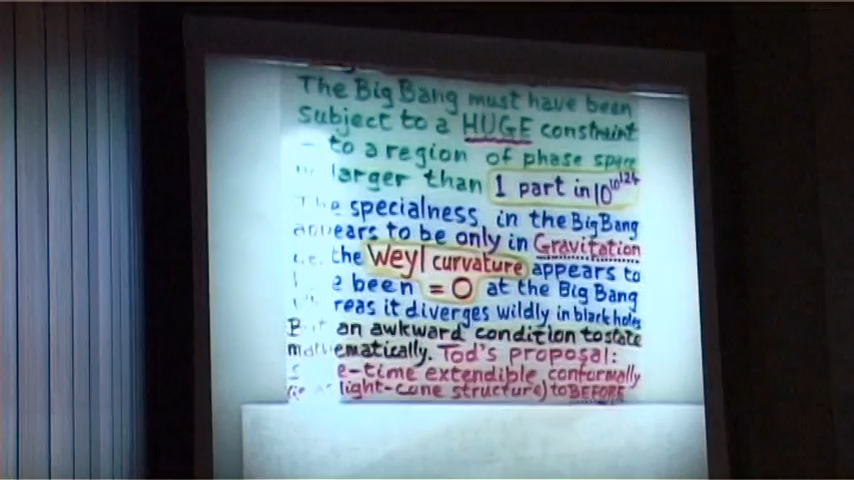 The Big Bang must have been
subject to a HUGE constraint
– to a region of phase space
larger than 1 part in 10^10^124
The specialness in the Big Bang
appears to be only in Gravitation
i.e. the Weyl curvature appears to
been = 0 at the Big Bang
reas it diverges wildly in black holes
an awkward condition to state
mathematically. Tod's proposal:
e-time extendible conformally
light-cone structure) to BEFORE